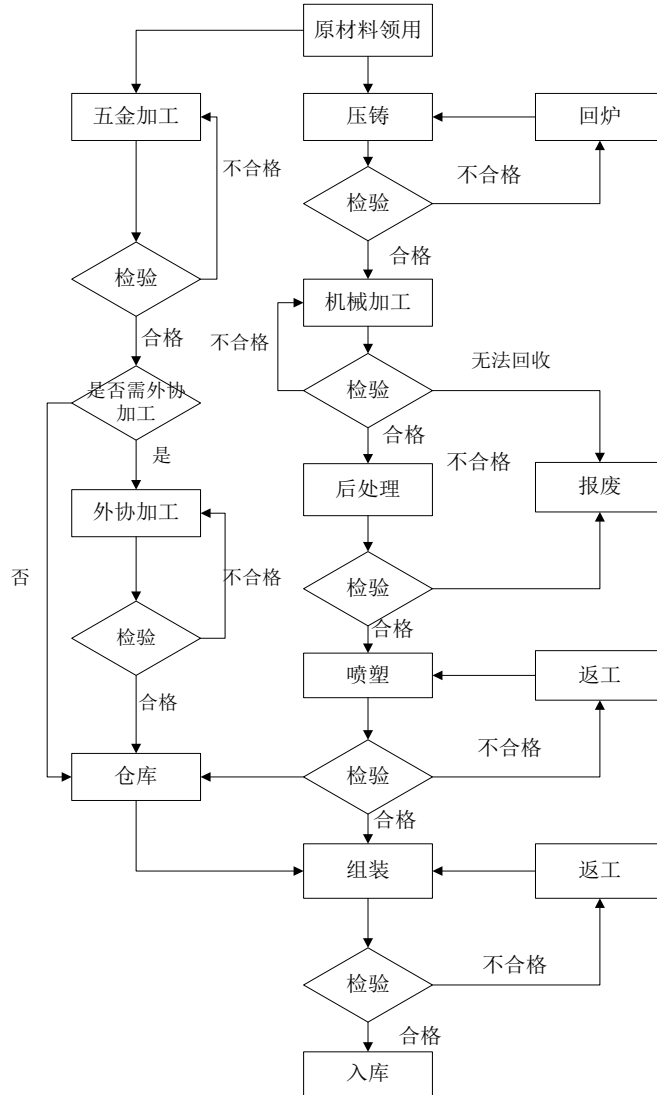 原材料领用
五金加工
压铸
回炉
不合格
不合格
检验
检验
合格
机械加工
合格
不合格
无法回收
检验
是否需外协
加工
合格
不合格
是
后处理
报废
外协加工
否
不合格
检验
检验
合格
喷塑
返工
合格
不合格
仓库
检验
合格
组装
返工
不合格
检验
合格
入库